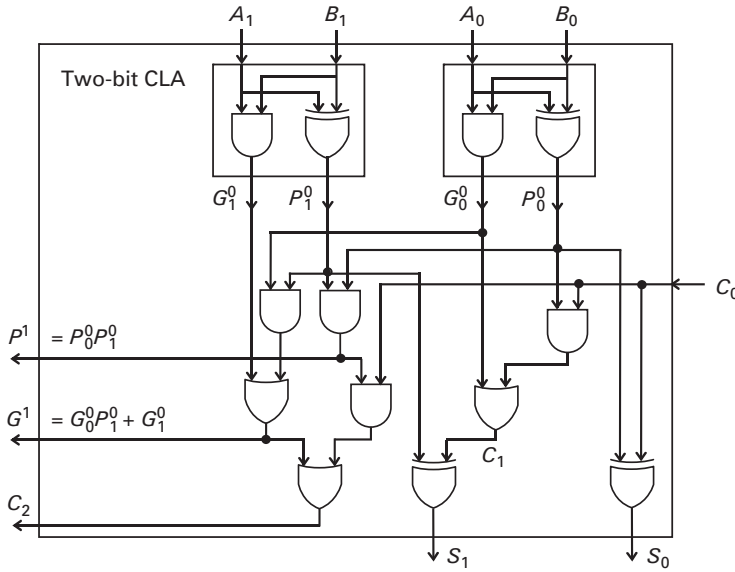 A₁ B₁ A₀ B₀
Two-bit CLA
G₁⁰ P₁⁰ G₀⁰ P₀⁰
C₀
P¹ = P₀⁰P₁⁰
G¹ = G₀⁰P₁⁰ + G₁⁰
C₁
C₂
S₁ S₀